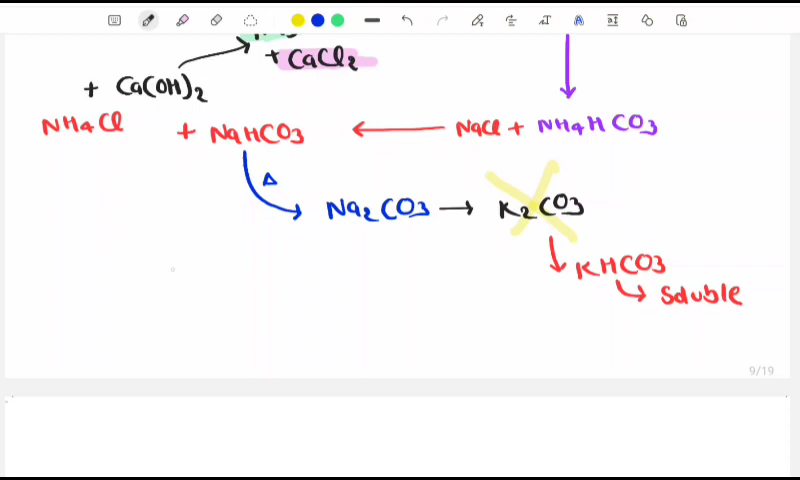 + CaCl2
+ Ca(OH)2
NH4Cl + NaHCO3 ← NaCl + NH4HCO3
Δ
Na2CO3 → K2CO3
↓ KHCO3
↳ Soluble
9/19